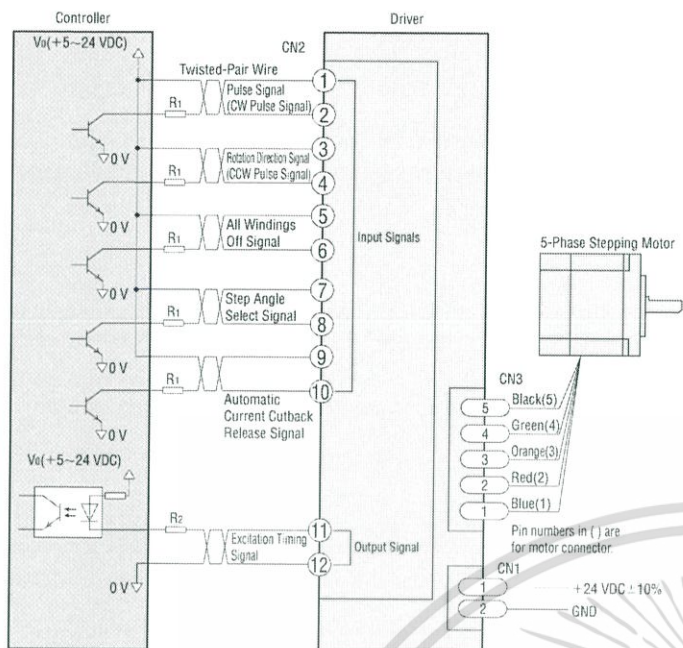 Controller
Driver
V₀(+5~24 VDC)
CN2
Twisted-Pair Wire
1
Pulse Signal
(CW Pulse Signal)
R₁
2
0 V
3
Rotation Direction Signal
(CCW Pulse Signal)
R₁
4
0 V
5
All Windings
Off Signal
R₁
6
0 V
Input Signals
7
Step Angle
Select Signal
R₁
8
0 V
9
R₁
10
Automatic
Current Cutback
Release Signal
0 V
V₀(+5~24 VDC)
R₂
11
Excitation Timing
Signal
12
Output Signal
0 V
5-Phase Stepping Motor
CN3
5 Black(5)
4 Green(4)
3 Orange(3)
2 Red(2)
1 Blue(1)
Pin numbers in ( ) are
for motor connector.
CN1
1 +24 VDC ± 10%
2 GND